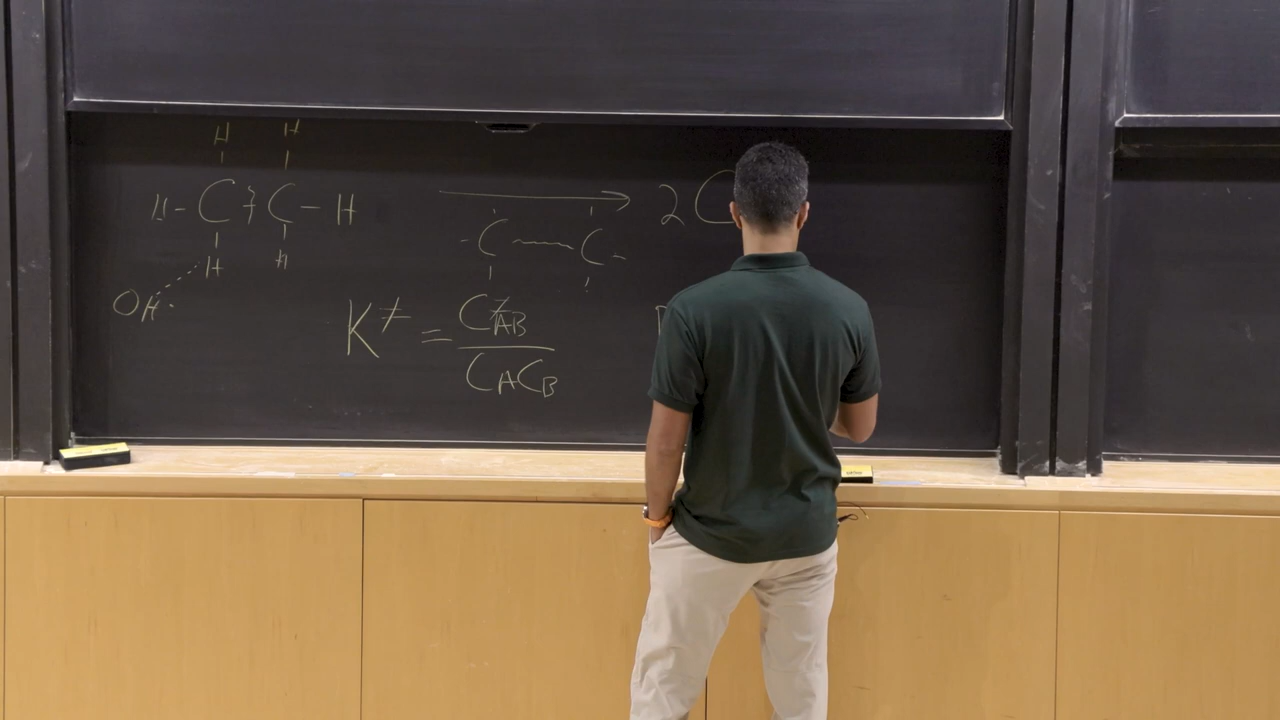 H H
H - C } C - H → 2 C
H H
- C ~ C -
OH
K≠ = C≠AB / CACB